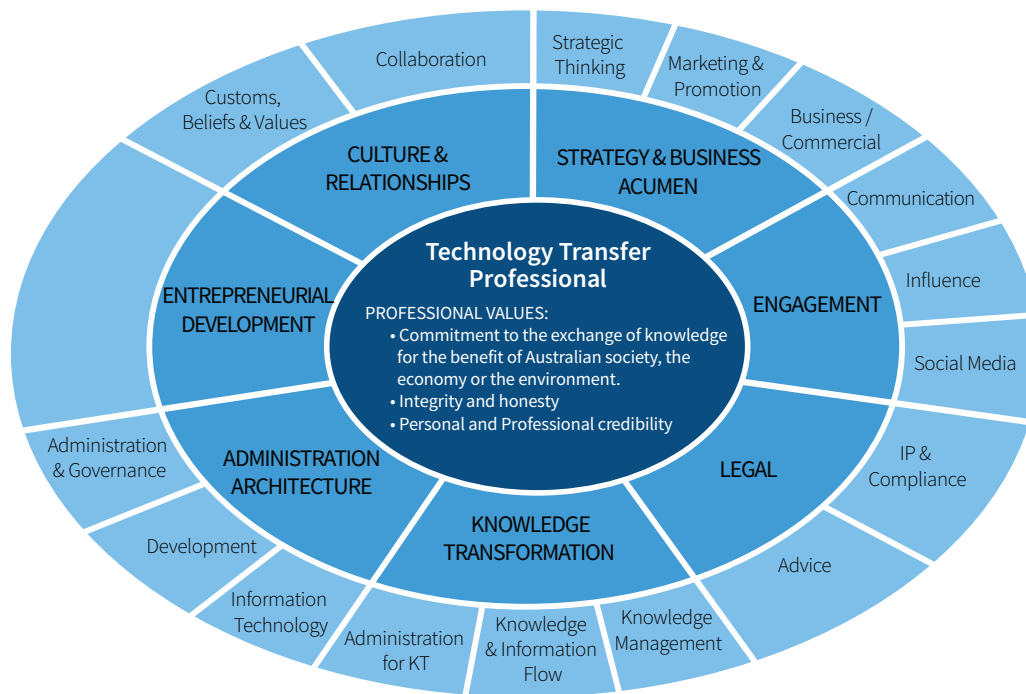 Collaboration
Strategic
Thinking
Marketing &
Promotion
Customs,
Beliefs & Values
Business /
Commercial
CULTURE &
RELATIONSHIPS
STRATEGY & BUSINESS
ACUMEN
Communication
Influence
Social Media
ENTREPRENEURIAL
DEVELOPMENT
ENGAGEMENT
Technology Transfer
Professional
PROFESSIONAL VALUES:
• Commitment to the exchange of knowledge
for the benefit of Australian society, the
economy or the environment.
• Integrity and honesty
• Personal and Professional credibility
Administration
& Governance
ADMINISTRATION
ARCHITECTURE
LEGAL
IP &
Compliance
KNOWLEDGE
TRANSFORMATION
Development
Advice
Information
Technology
Administration
for KT
Knowledge
& Information
Flow
Knowledge
Management